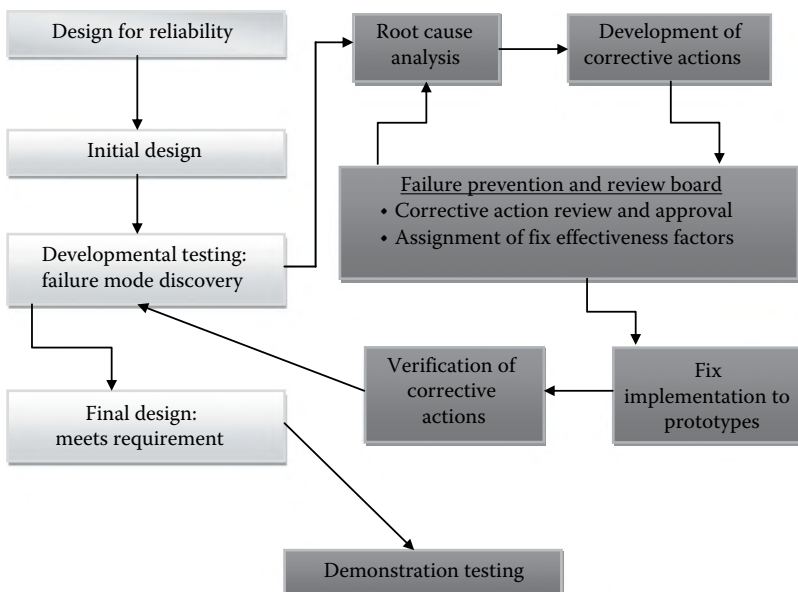 Design for reliability
Initial design
Developmental testing:
failure mode discovery
Final design:
meets requirement
Root cause
analysis
Development of
corrective actions
Failure prevention and review board
• Corrective action review and approval
• Assignment of fix effectiveness factors
Fix
implementation to
prototypes
Verification of
corrective
actions
Demonstration testing